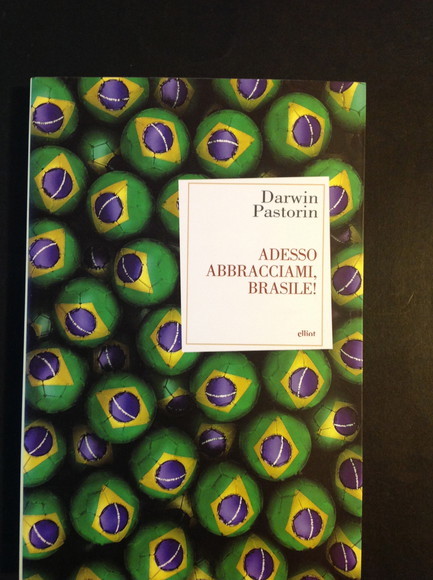 Darwin
Pastorin
ADESSO
ABBRACCIAMI,
BRASILE!
elliot